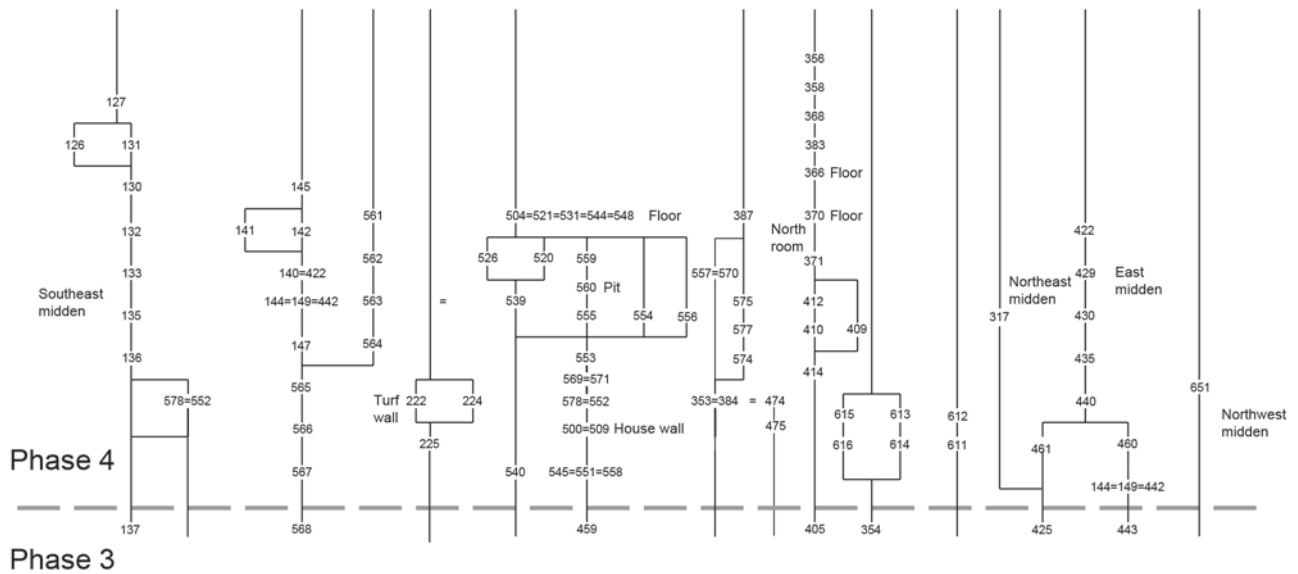 356
358
127
368
126 131 383
366 Floor
130 145
561 504=521=531=544=548 Floor 387 370 Floor
132 141 142 422
North
room
526 520 559 557=570 371
133 140=422 562 429 East
midden
Northeast
midden
560 Pit
Southeast
midden
144=149=442 563 = 539 575 412
135 564 555 554 556 577 410 409 317 430
136 147 553 574 414 435 651
565 569=571
578=552 Turf
wall
222 224 578=552 353=384 = 474 440
615 613 612 Northwest
midden
566 225 500=509 House wall 475
616 614 611 461 460
Phase 4
567 540 545=551=558 144=149=442
137 568 459 405 354 425 443
Phase 3